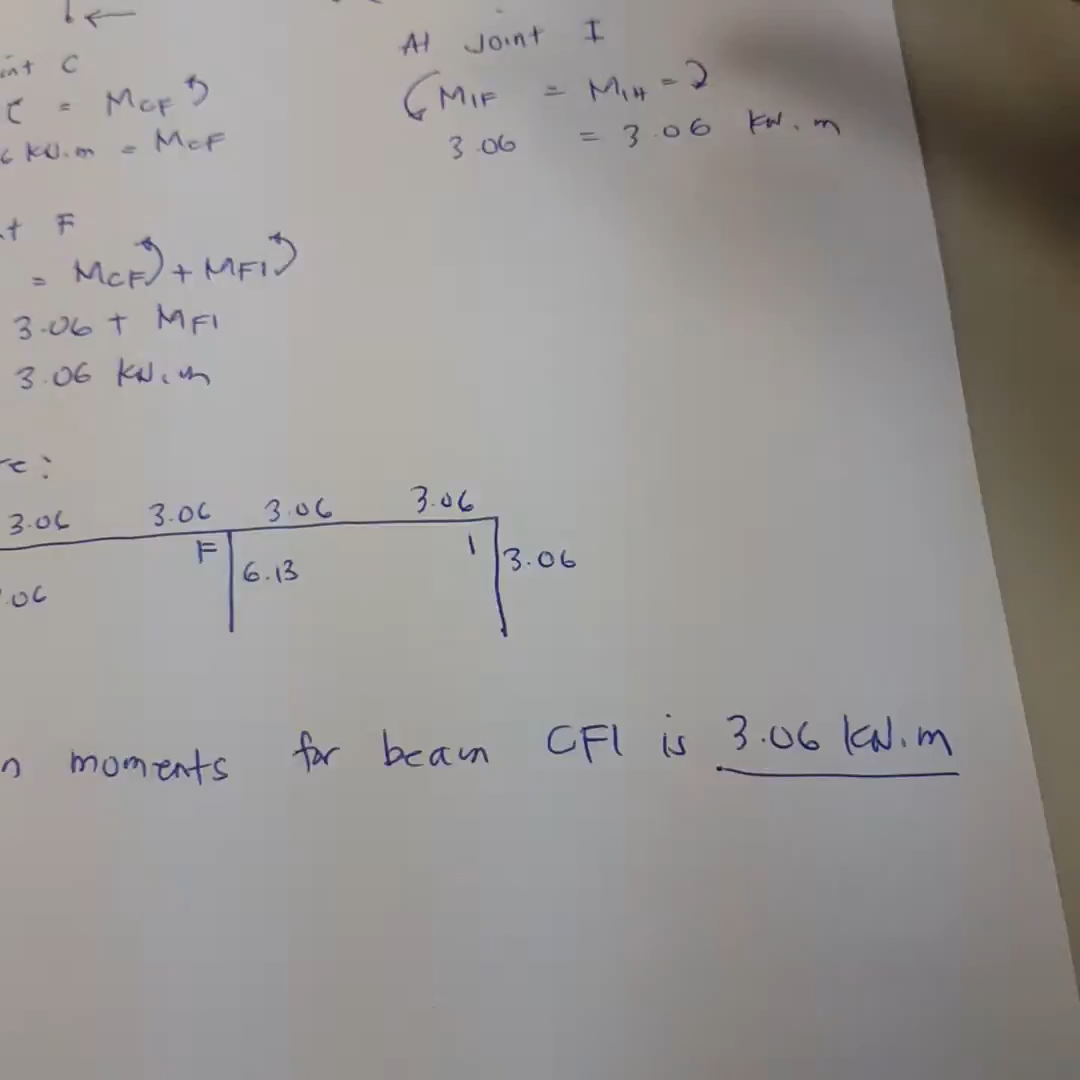 C
= MCF
KN.m = MCF
At Joint I
MIF = MIH
3.06 = 3.06 KN.m
F
= MCF + MFI
3.06 + MFI
3.06 KN.m
3.06 3.06 3.06 3.06
F 6.13 I 3.06
moments for beam CFI is 3.06 KN.m